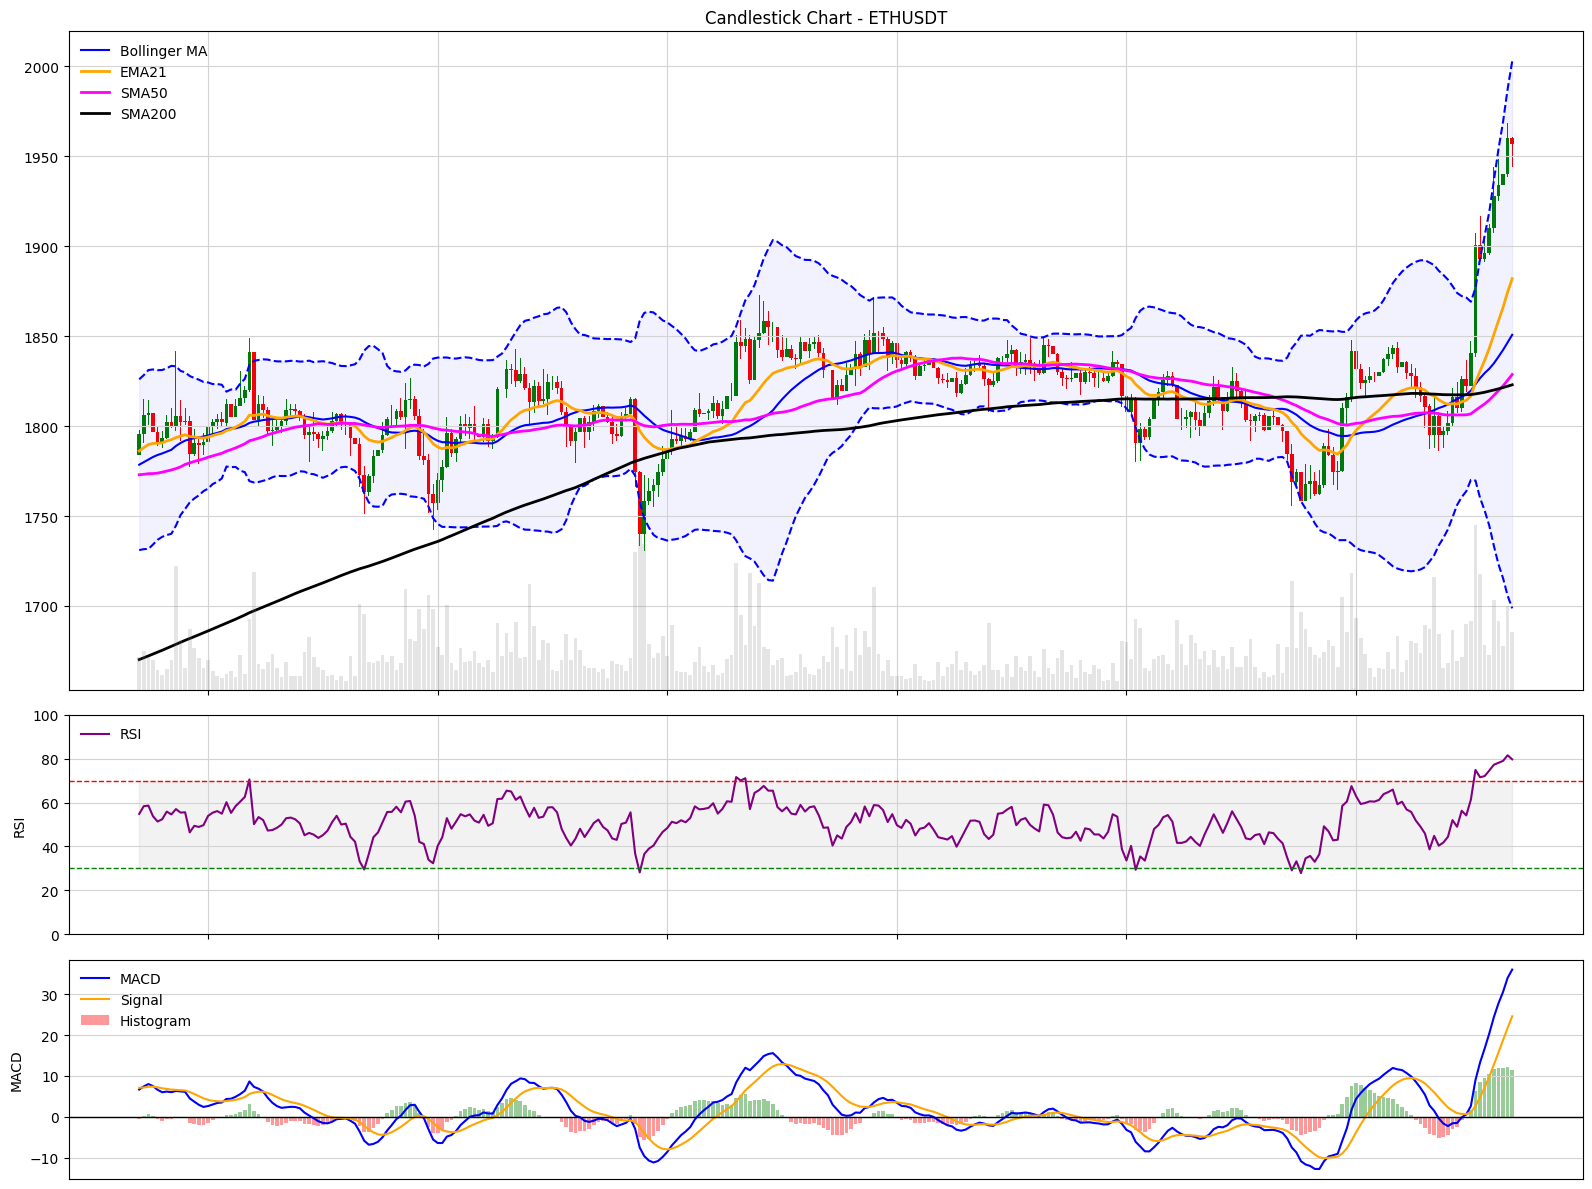 Candlestick Chart - ETHUSDT
Bollinger MA
EMA21
SMA50
SMA200
2000
1950
1900
1850
1800
1750
1700
RSI
100
80
60
40
20
0
RSI
MACD
Signal
Histogram
30
20
10
0
−10
MACD